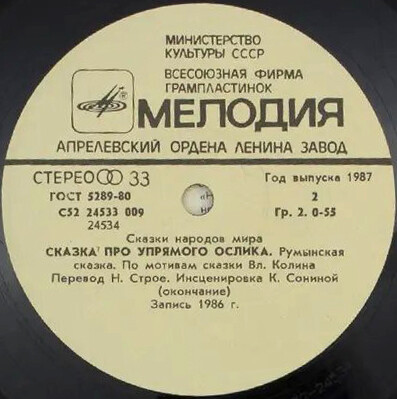 МИНИСТЕРСТВО
КУЛЬТУРЫ СССР
ВСЕСОЮЗНАЯ ФИРМА
ГРАМПЛАСТИНОК
МЕЛОДИЯ
АПРЕЛЕВСКИЙ ОРДЕНА ЛЕНИНА ЗАВОД
СТЕРЕО 33
Год выпуска 1987
ГОСТ 5289-80
2
С52 24533 009
Гр. 2. 0-55
24534
Сказки народов мира
СКАЗКА ПРО УПРЯМОГО ОСЛИКА. Румынская
сказка. По мотивам сказки Вл. Колина
Перевод Н. Строе. Инсценировка К. Сониной
(окончание)
Запись 1986 г.